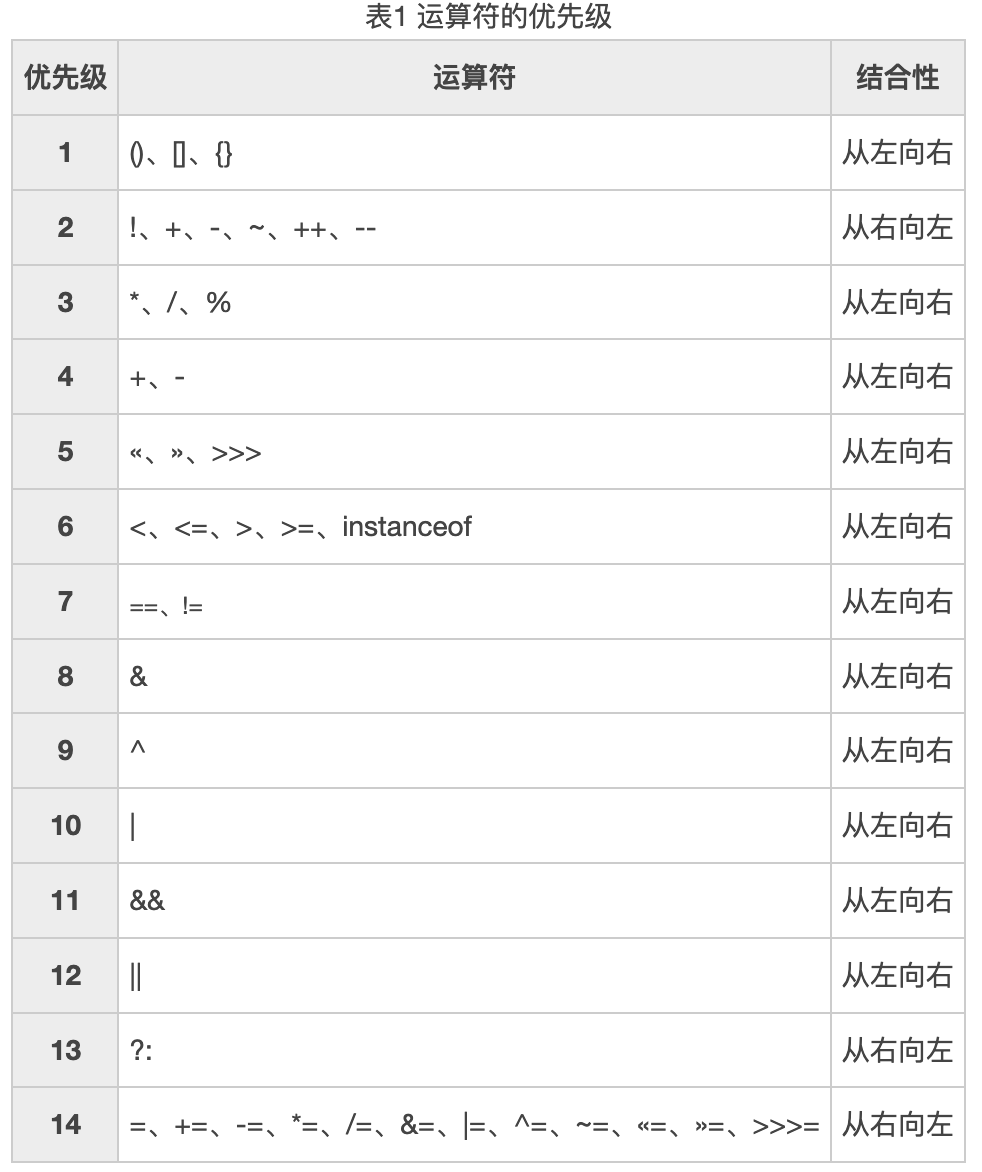 表1 运算符的优先级
优先级 运算符 结合性
1 ()、[]、{} 从左向右
2 !、+、-、~、++、-- 从右向左
3 *、/、% 从左向右
4 +、- 从左向右
5 «、»、>>> 从左向右
6 <、<=、>、>=、instanceof 从左向右
7 ==、!= 从左向右
8 & 从左向右
9 ^ 从左向右
10 | 从左向右
11 && 从左向右
12 || 从左向右
13 ?: 从右向左
14 =、+=、-=、*=、/=、&=、|=、^=、~=、«=、»=、>>>= 从右向左